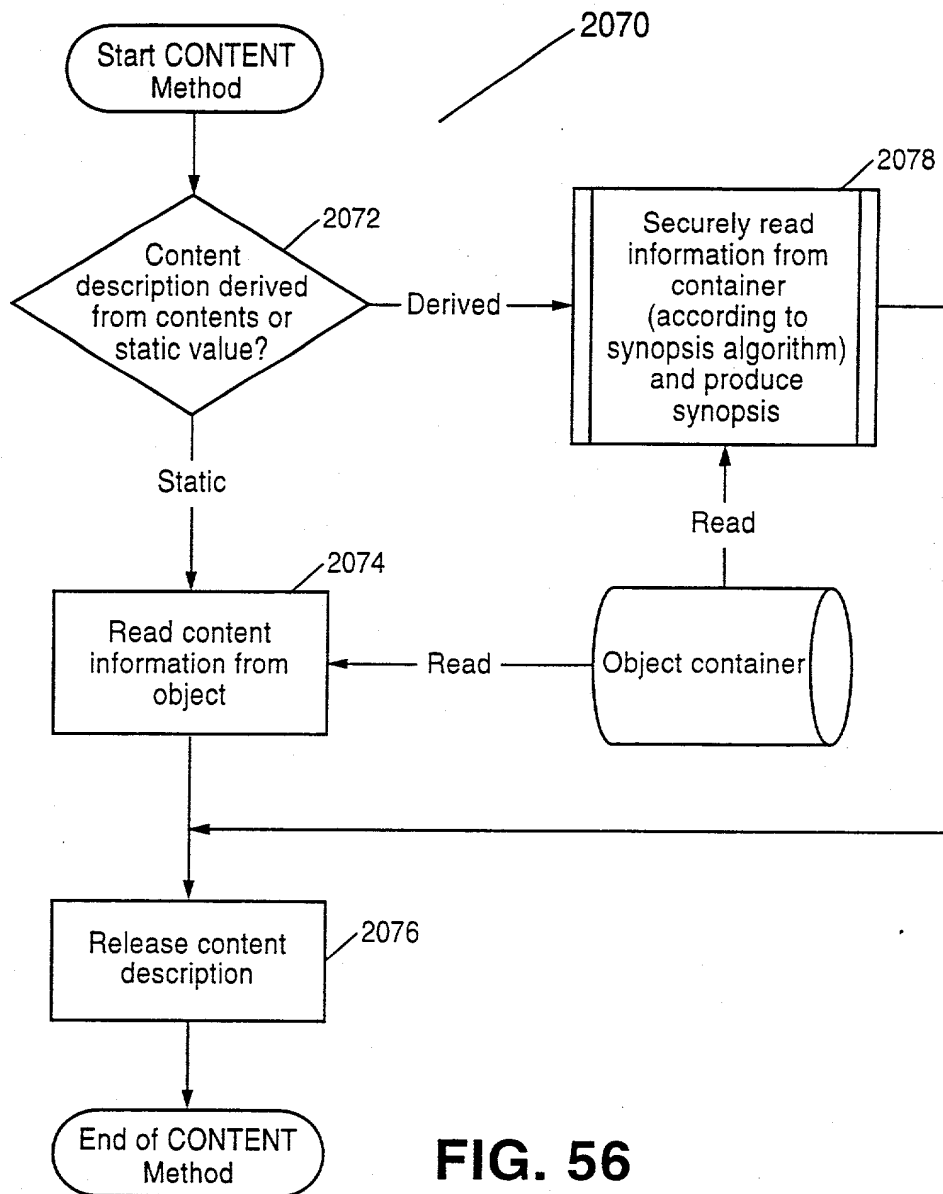 2070
Start CONTENT
Method
2078
2072
Content
description derived
from contents or
static value?
Derived
Securely read
information from
container
(according to
synopsis algorithm)
and produce
synopsis
Static
Read
2074
Read content
information from
object
Read
Object container
2076
Release content
description
End of CONTENT
Method
FIG. 56